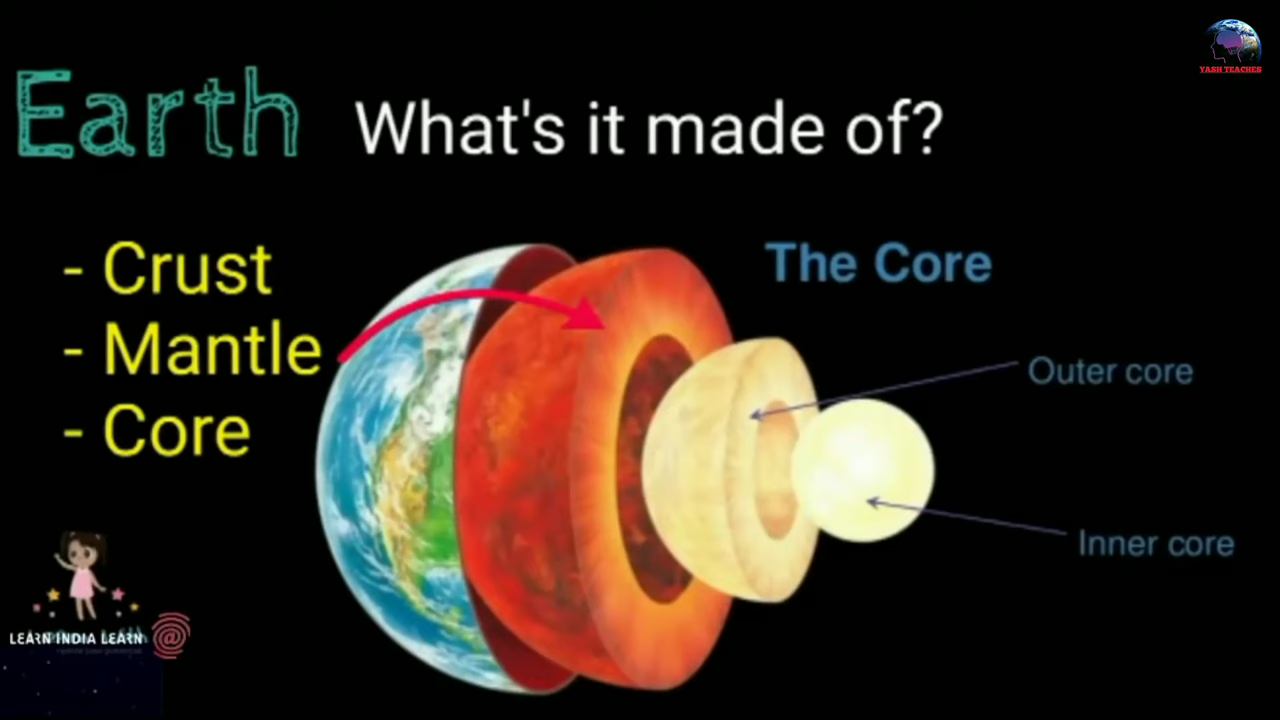 YASH TEACHES
Earth What's it made of?
- Crust
- Mantle
- Core
The Core
Outer core
Inner core
LEARN INDIA LEARN
@